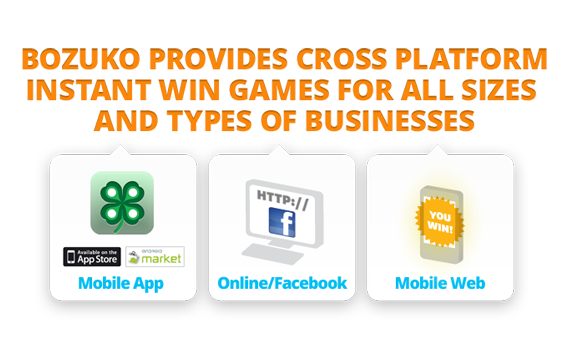 BOZUKO PROVIDES CROSS PLATFORM
INSTANT WIN GAMES FOR ALL SIZES
AND TYPES OF BUSINESSES
Available on the
App Store
ANDROID
market
Mobile App
HTTP://
f
Online/Facebook
YOU
WIN!
Mobile Web